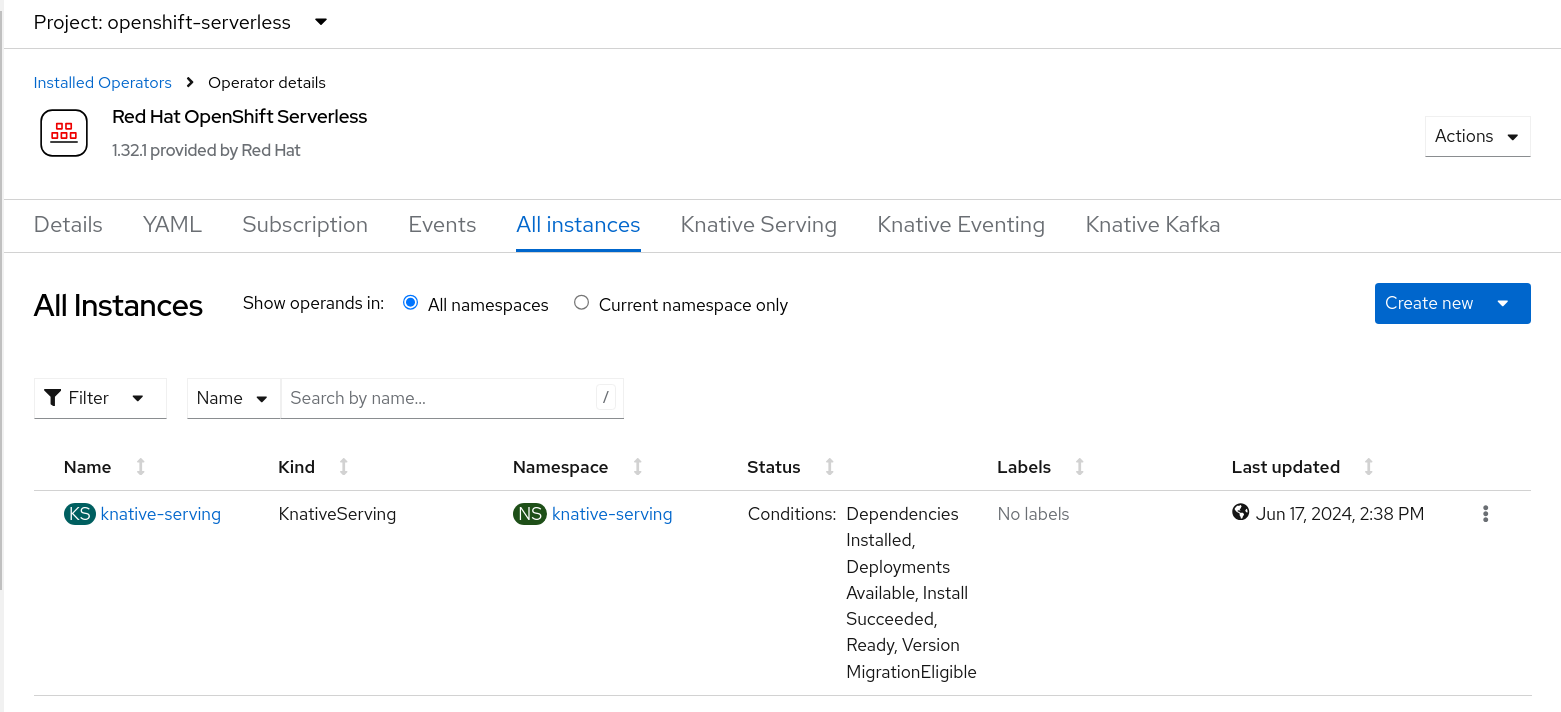 Project: openshift-serverless
Installed Operators Operator details
Red Hat OpenShift Serverless
1.32.1 provided by Red Hat
Actions
Details YAML Subscription Events All instances Knative Serving Knative Eventing Knative Kafka
All Instances Show operands in: All namespaces Current namespace only Create new
Filter Name Search by name... /
Name Kind Namespace Status Labels Last updated
KS knative-serving KnativeServing NS knative-serving Conditions: Dependencies No labels Jun 17, 2024, 2:38 PM
Installed,
Deployments
Available, Install
Succeeded,
Ready, Version
MigrationEligible